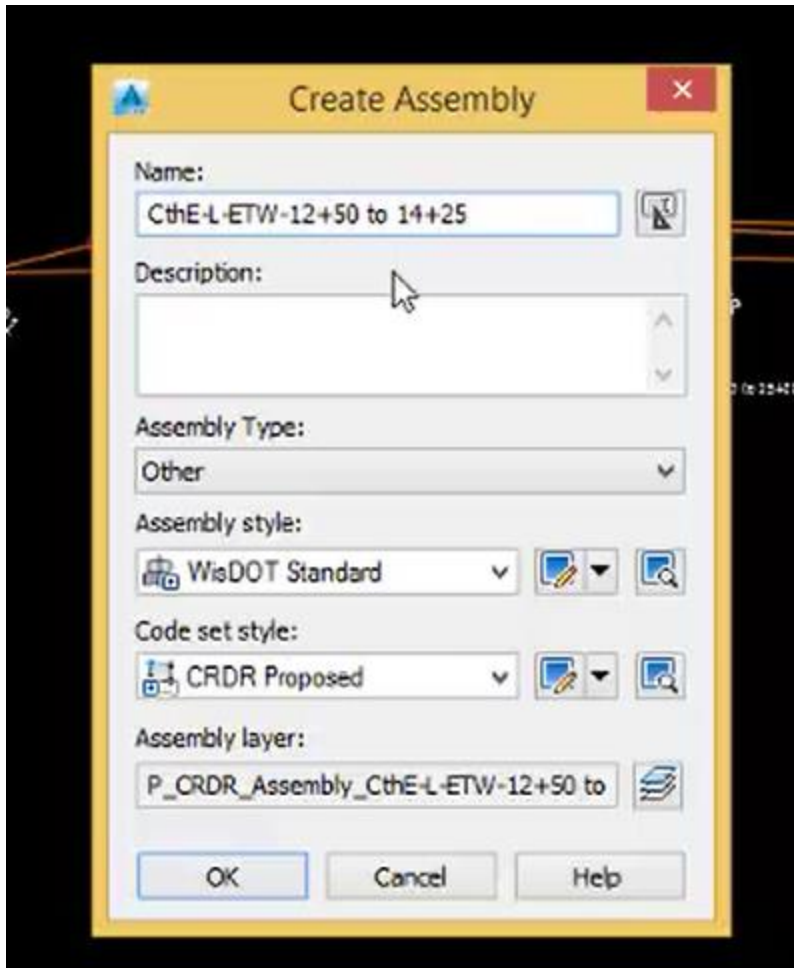 Create Assembly
Name:
CthE-L-ETW-12+50 to 14+25
Description:
Assembly Type:
Other
Assembly style:
WisDOT Standard
Code set style:
CRDR Proposed
Assembly layer:
P_CRDR_Assembly_CthE-L-ETW-12+50 to
OK Cancel Help